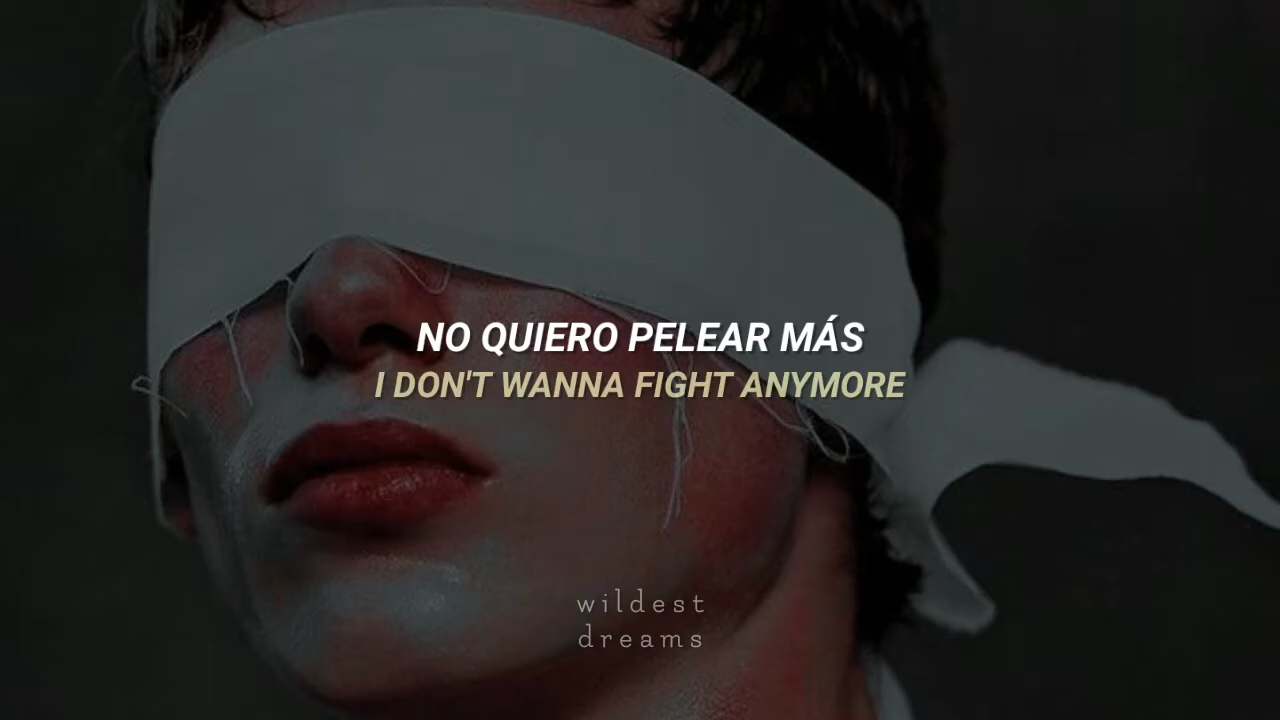 NO QUIERO PELEAR MÁS
I DON'T WANNA FIGHT ANYMORE
wildest
dreams